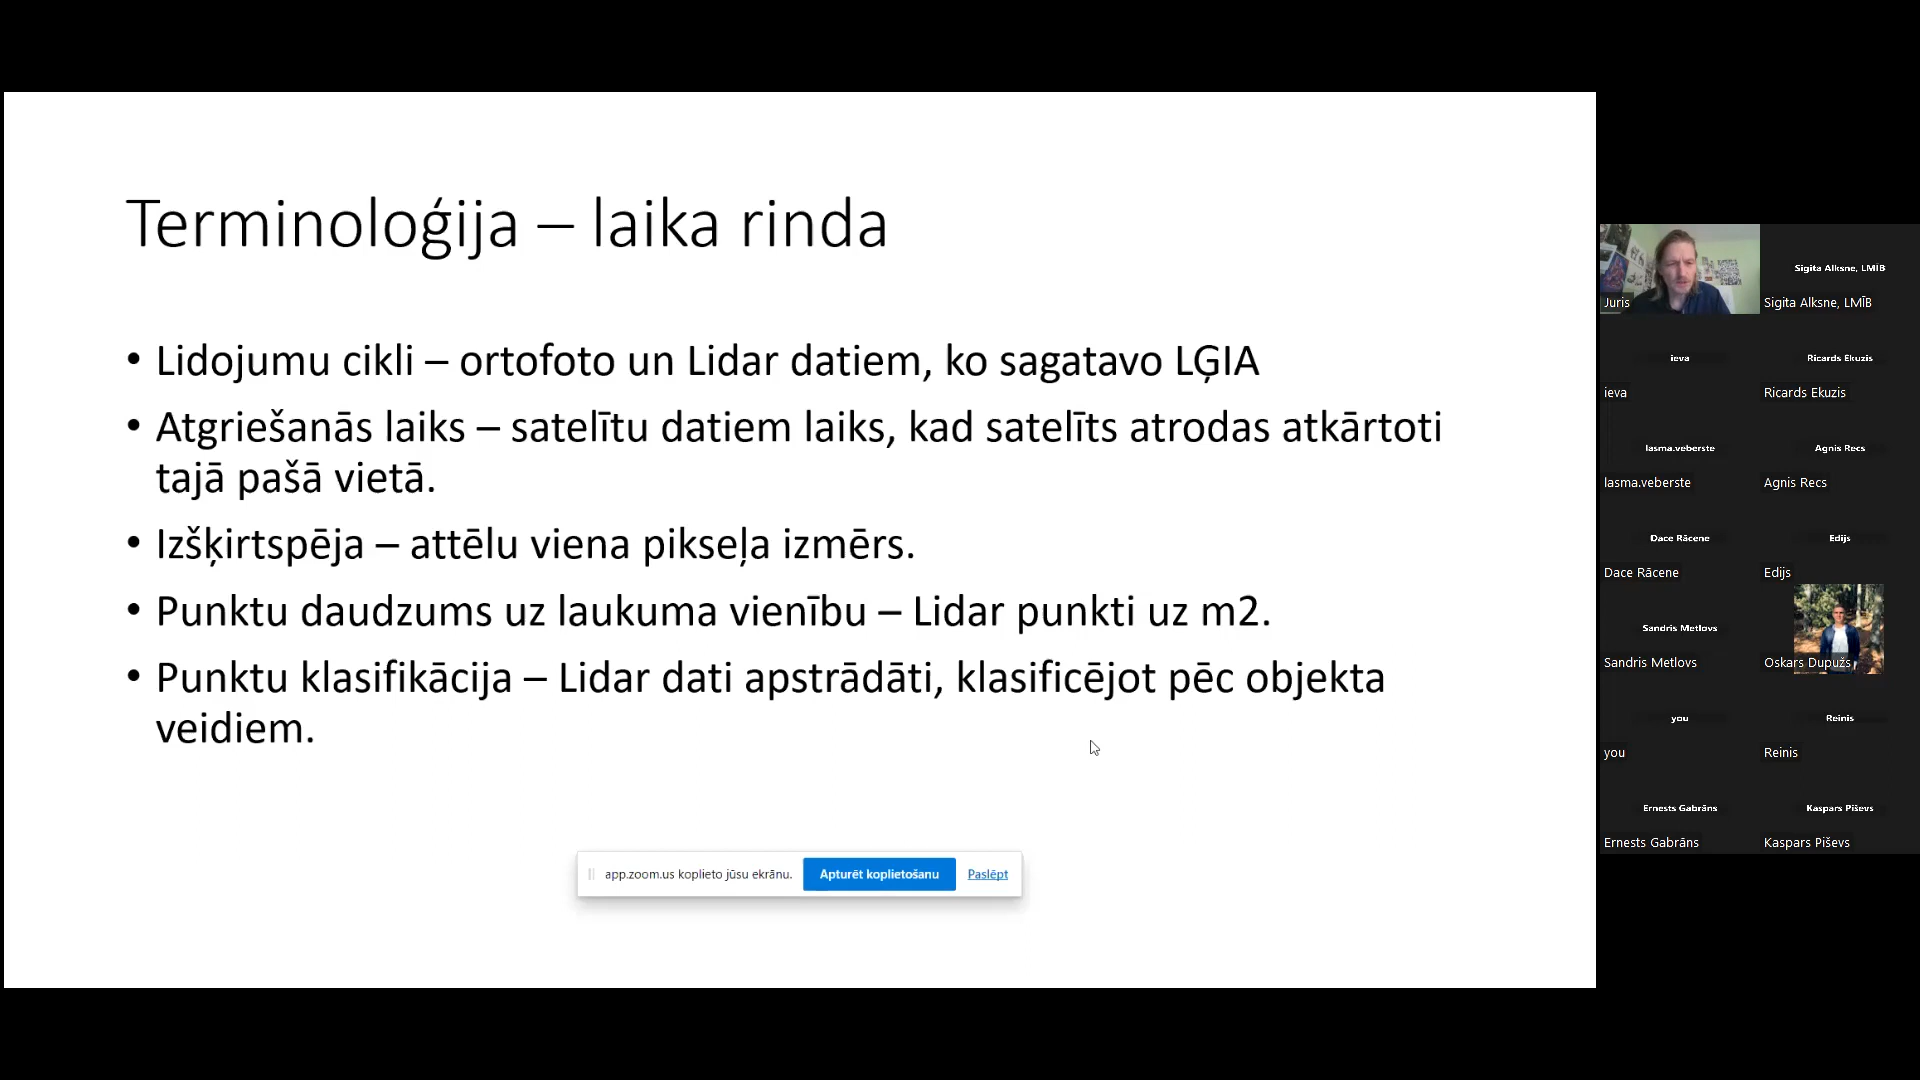 Terminoloģija – laika rinda
• Lidojumu cikli – ortofoto un Lidar datiem, ko sagatavo LĢIA
• Atgriešanās laiks – satelītu datiem laiks, kad satelīts atrodas atkārtoti
tajā pašā vietā.
• Izšķirtspēja – attēlu viena pikseļa izmērs.
• Punktu daudzums uz laukuma vienību – Lidar punkti uz m2.
• Punktu klasifikācija – Lidar dati apstrādāti, klasificējot pēc objekta
veidiem.
app.zoom.us koplieto jūsu ekrānu. Apturēt koplietošanu Paslēpt
Juris
Sigita Alksne, LMĪB
Sigita Alksne, LMĪB
ieva
Ricards Ekuzis
ieva
Ricards Ekuzis
lasma.veberste
Agnis Recs
lasma.veberste
Agnis Recs
Dace Rācene
Edijs
Dace Rācene
Edijs
Sandris Metlovs
Sandris Metlovs
Oskars Dupužs
you
Reinis
you
Reinis
Ernests Gabrāns
Kaspars Piševs
Ernests Gabrāns
Kaspars Piševs